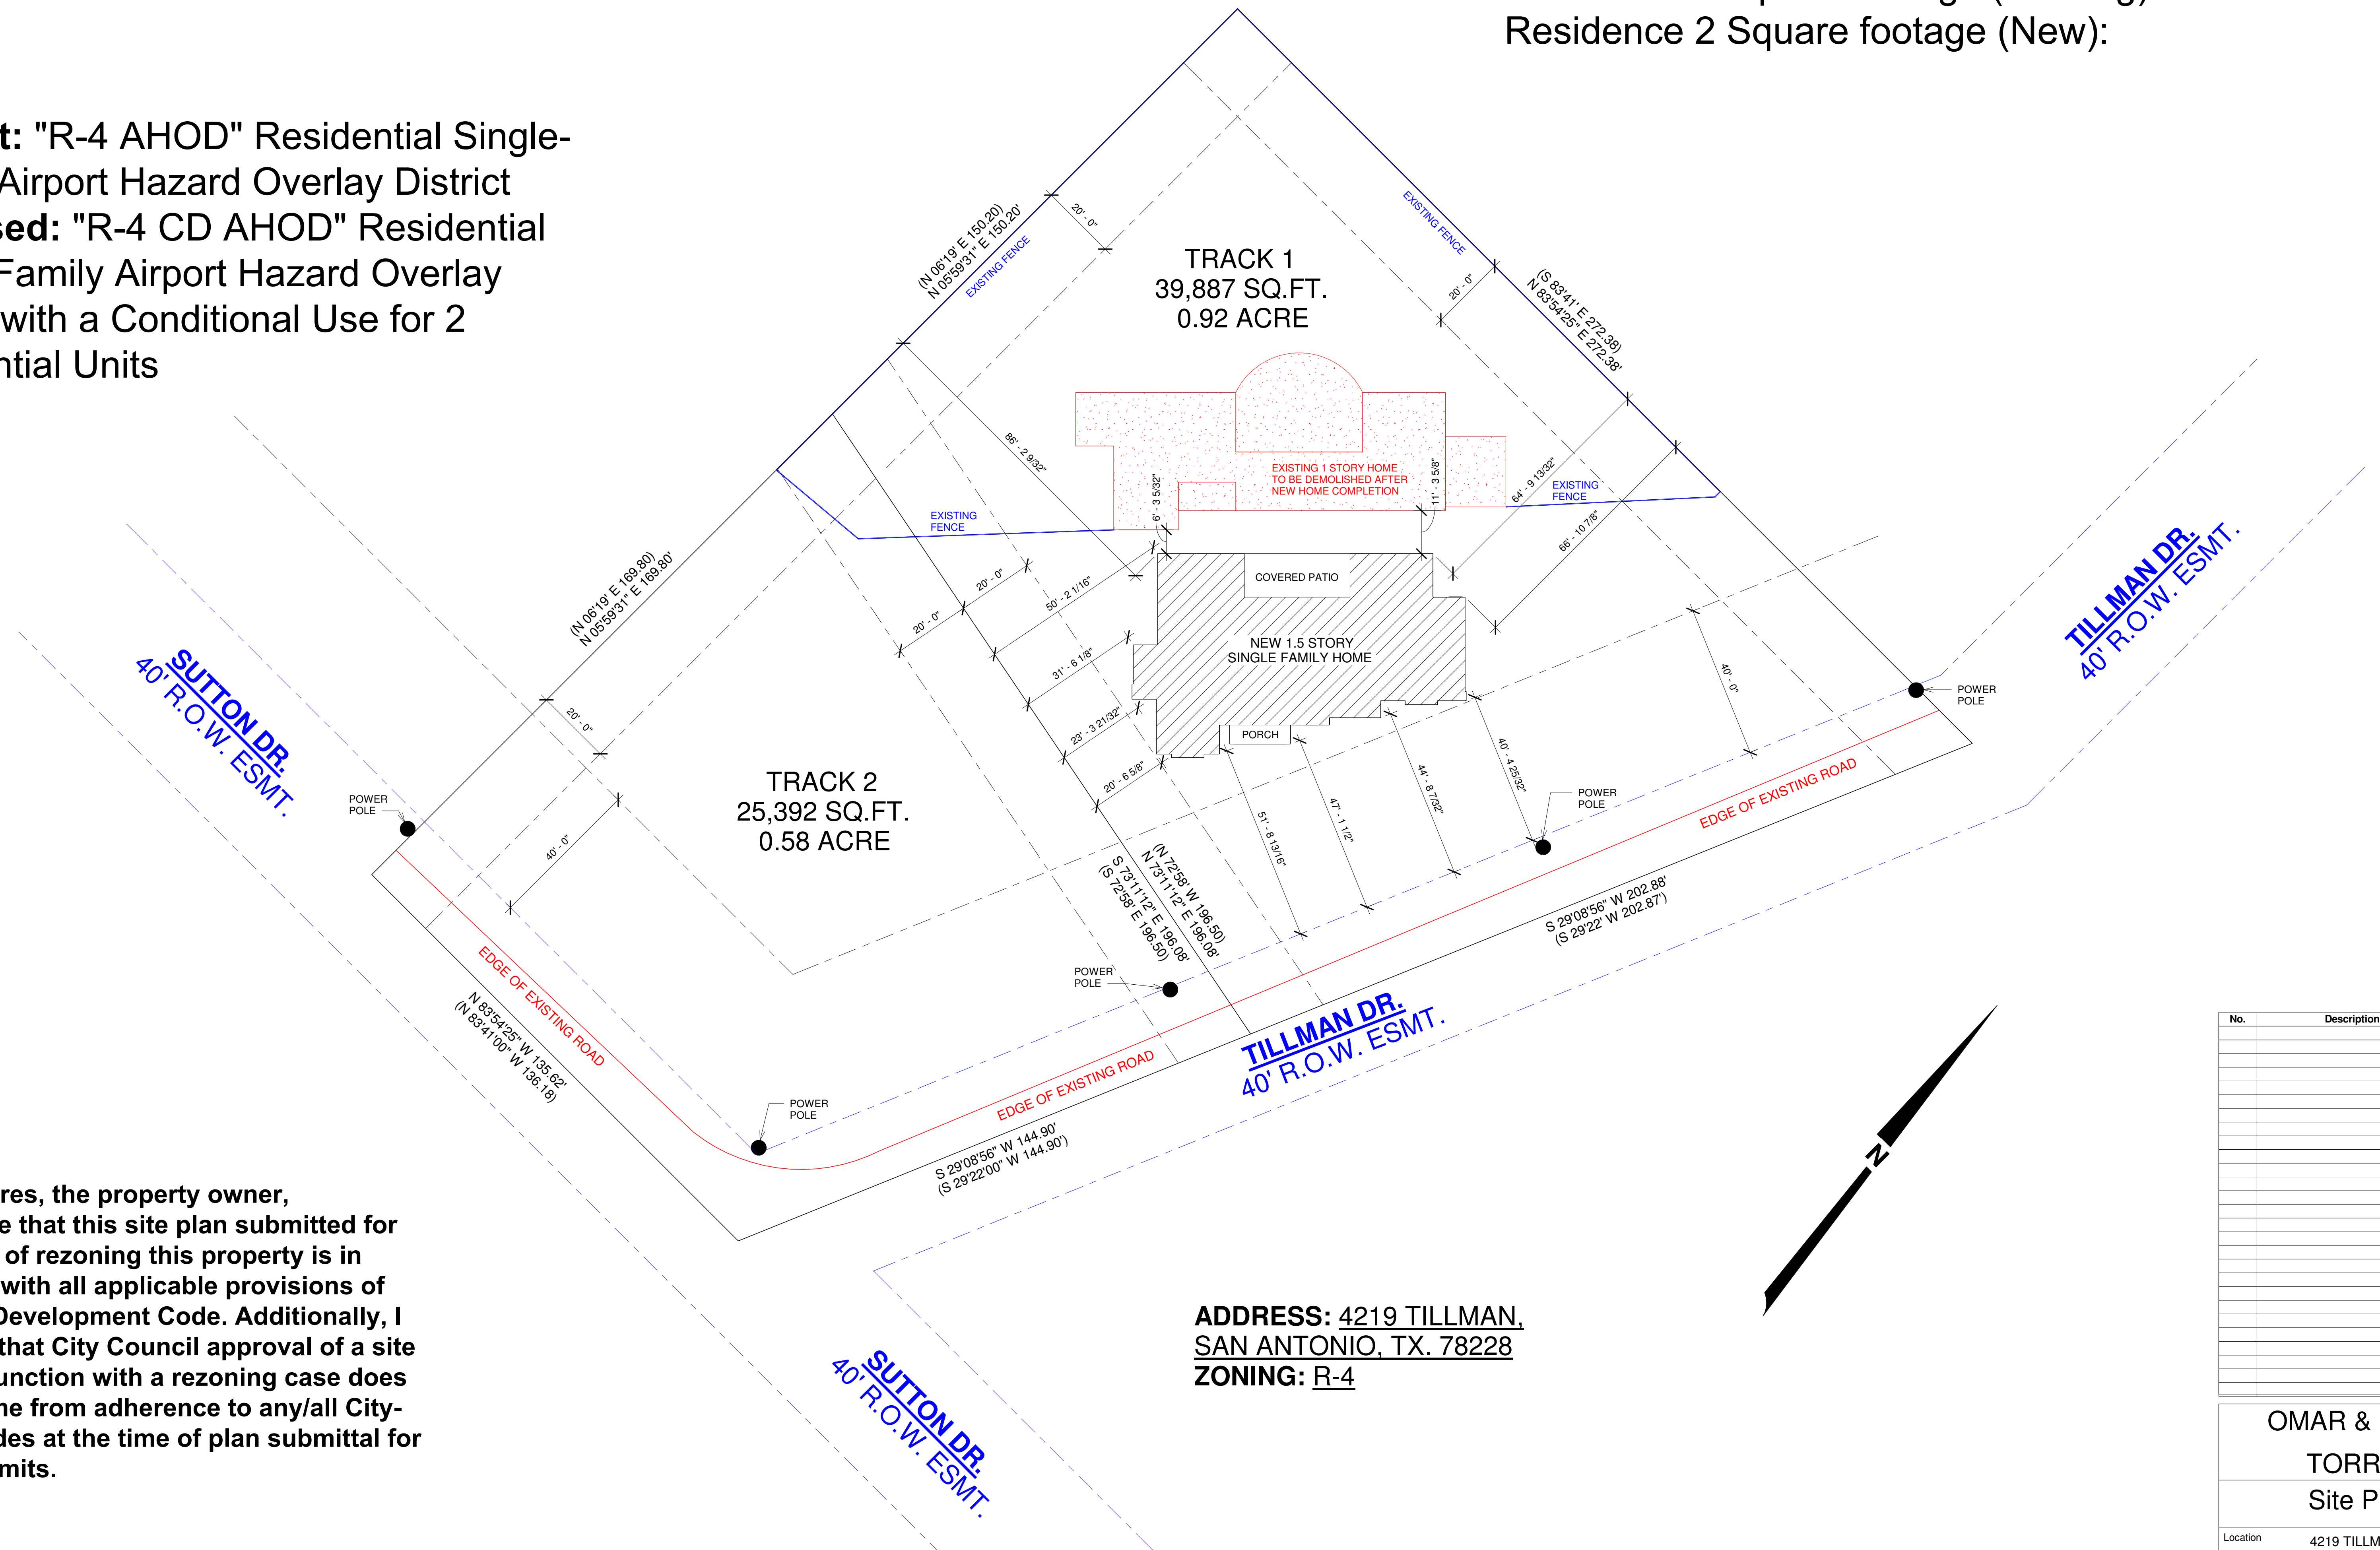 Residence 2 Square footage (New):
t: "R-4 AHOD" Residential Single-
Airport Hazard Overlay District
sed: "R-4 CD AHOD" Residential
Family Airport Hazard Overlay
with a Conditional Use for 2
ntial Units
(N 06'19' E 150.20)
N 05'59'31" E 150.20'
EXISTING FENCE
20' - 0"
TRACK 1
39,887 SQ.FT.
0.92 ACRE
EXISTING FENCE
20' - 0"
(S 83'41' E 272.38)
N 83'54'25" E 272.38'
86' - 2 9/32"
6' - 3 5/32"
EXISTING 1 STORY HOME
TO BE DEMOLISHED AFTER
NEW HOME COMPLETION
11' - 3 5/8"
64' - 9 13/32"
EXISTING
FENCE
66' - 10 7/8"
EXISTING
FENCE
(N 06'19' E 169.80)
N 05'59'31" E 169.80'
20' - 0"
20' - 0"
50' - 2 1/16"
31' - 6 1/8"
23' - 3 21/32"
20' - 6 5/8"
COVERED PATIO
NEW 1.5 STORY
SINGLE FAMILY HOME
PORCH
40' - 0"
TILLMAN DR.
40' R.O.W. ESMT.
POWER
POLE
SUTTON DR.
40' R.O.W. ESMT.
20' - 0"
POWER
POLE
40' - 0"
TRACK 2
25,392 SQ.FT.
0.58 ACRE
51' - 8 13/16"
47' - 1 1/2"
44' - 8 7/32"
40' - 4 25/32"
POWER
POLE
EDGE OF EXISTING ROAD
(N 72'58' W 196.50)
N 73'11'12" E 196.08'
S 73'11'12" E 196.08'
(S 72'58' E 196.50)
S 29'08'56" W 202.88'
(S 29'22' W 202.87')
POWER
POLE
EDGE OF EXISTING ROAD
N 83'54'25" W 135.62'
(N 83'41'00" W 136.18)
TILLMAN DR.
40' R.O.W. ESMT.
EDGE OF EXISTING ROAD
POWER
POLE
S 29'08'56" W 144.90'
(S 29'22'00" W 144.90')
N
No. Description
res, the property owner,
e that this site plan submitted for
of rezoning this property is in
with all applicable provisions of
Development Code. Additionally, I
that City Council approval of a site
unction with a rezoning case does
ne from adherence to any/all City-
des at the time of plan submittal for
mits.
ADDRESS: 4219 TILLMAN,
SAN ANTONIO, TX. 78228
ZONING: R-4
SUTTON DR.
40' R.O.W. ESMT.
OMAR &
TORR
Site P
Location 4219 TILLM